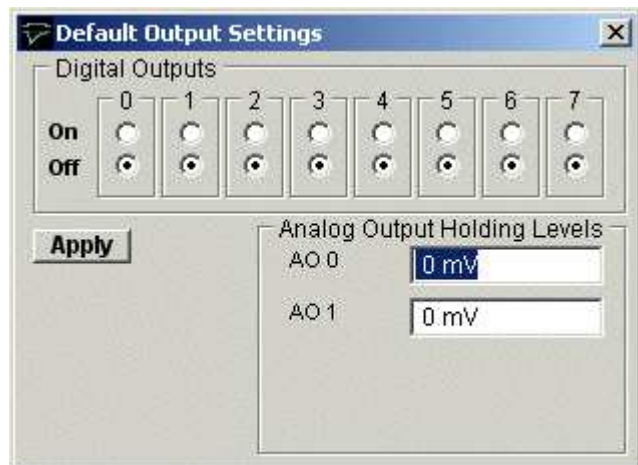 Default Output Settings
Digital Outputs
0 1 2 3 4 5 6 7
On
Off
Apply
Analog Output Holding Levels
AO 0 0 mV
AO 1 0 mV